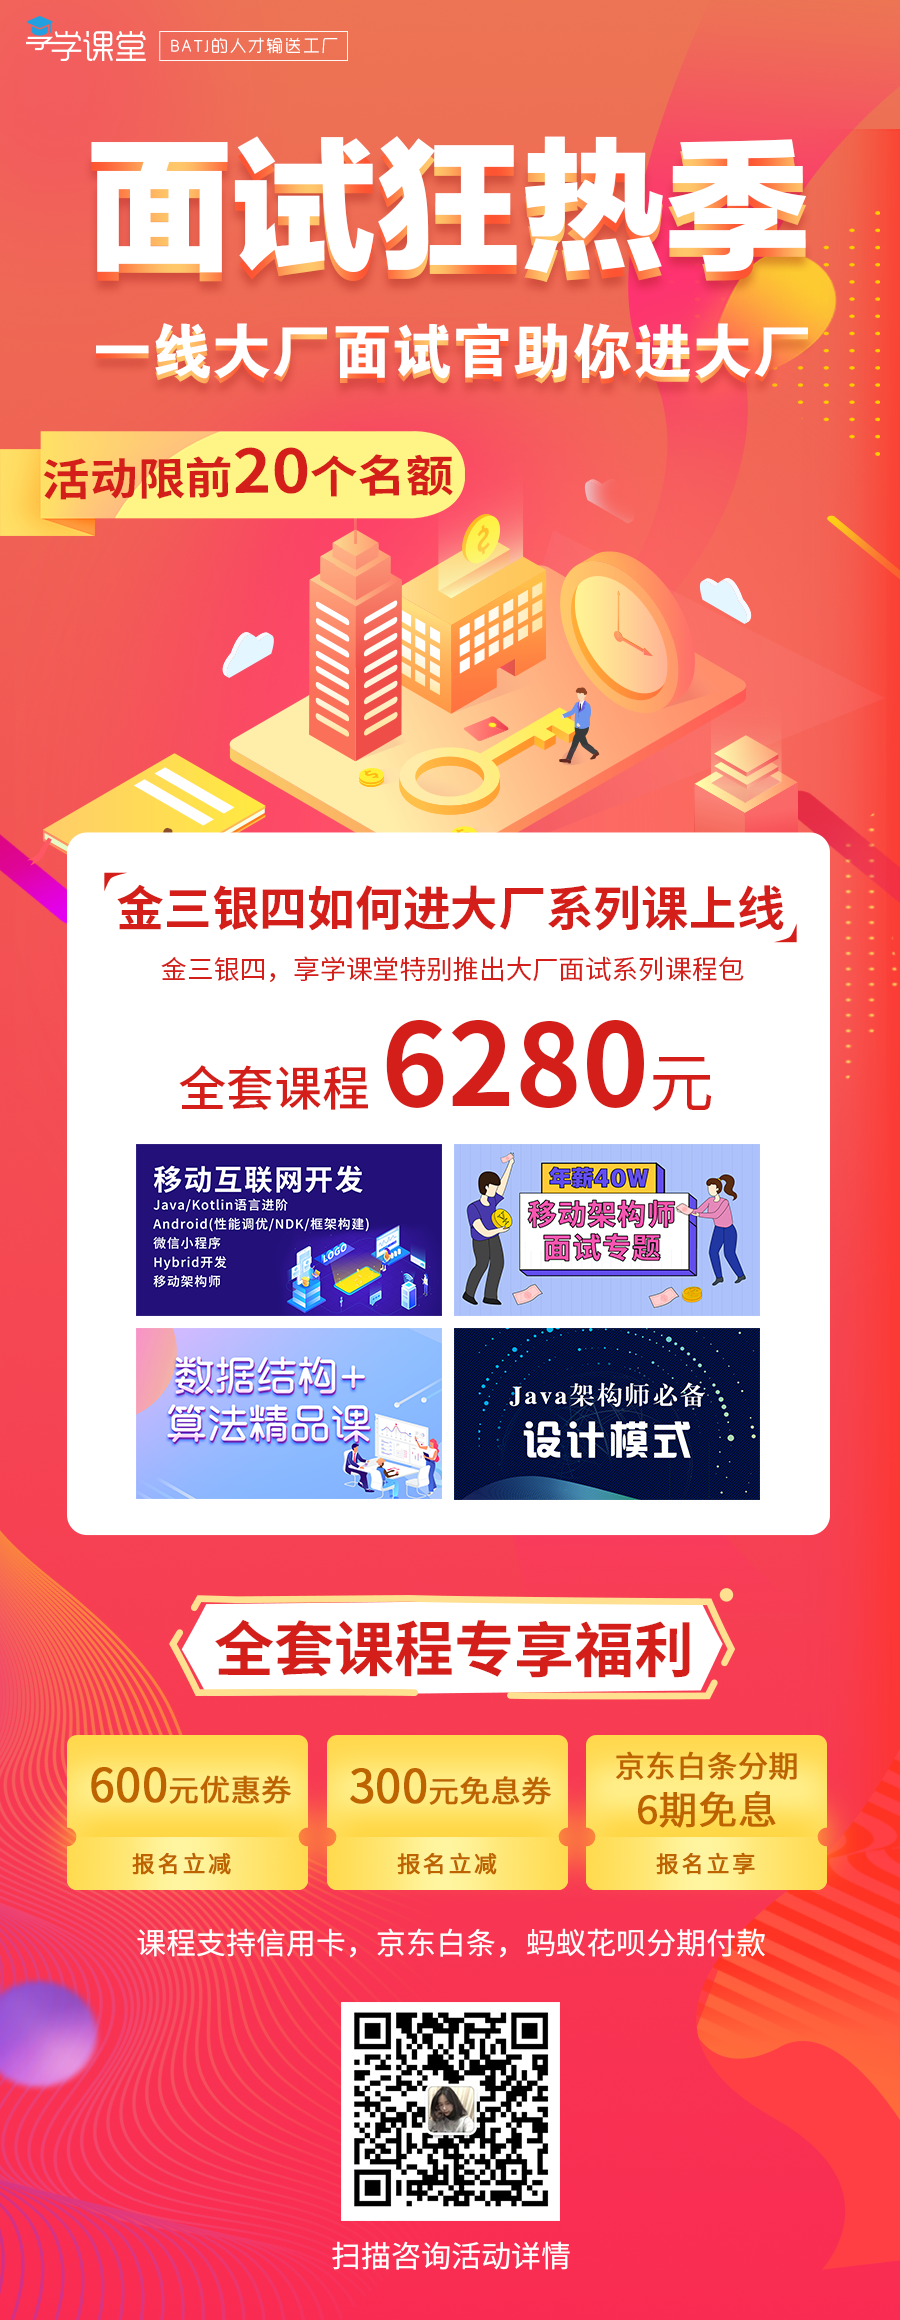 享学课堂
BATJ的人才输送工厂
面试狂热季
一线大厂面试官助你进大厂
活动限前20个名额
金三银四如何进大厂系列课上线
金三银四，享学课堂特别推出大厂面试系列课程包
全套课程 6280元
移动互联网开发
Java/Kotlin语言进阶
Android(性能调优/NDK/框架构建)
微信小程序
Hybrid开发
移动架构师
LOGO
年薪40W
移动架构师
面试专题
数据结构+
算法精品课
Java架构师必备
设计模式
全套课程专享福利
600元优惠券
报名立减
300元免息券
报名立减
京东白条分期
6期免息
报名立享
课程支持信用卡，京东白条，蚂蚁花呗分期付款
扫描咨询活动详情